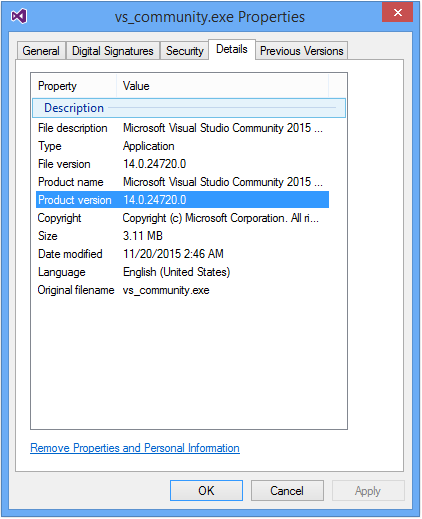 vs_community.exe Properties
General Digital Signatures Security Details Previous Versions
Property Value
Description
File description Microsoft Visual Studio Community 2015 ...
Type Application
File version 14.0.24720.0
Product name Microsoft Visual Studio Community 2015 ...
Product version 14.0.24720.0
Copyright Copyright (c) Microsoft Corporation. All ri...
Size 3.11 MB
Date modified 11/20/2015 2:46 AM
Language English (United States)
Original filename vs_community.exe
Remove Properties and Personal Information
OK Cancel Apply